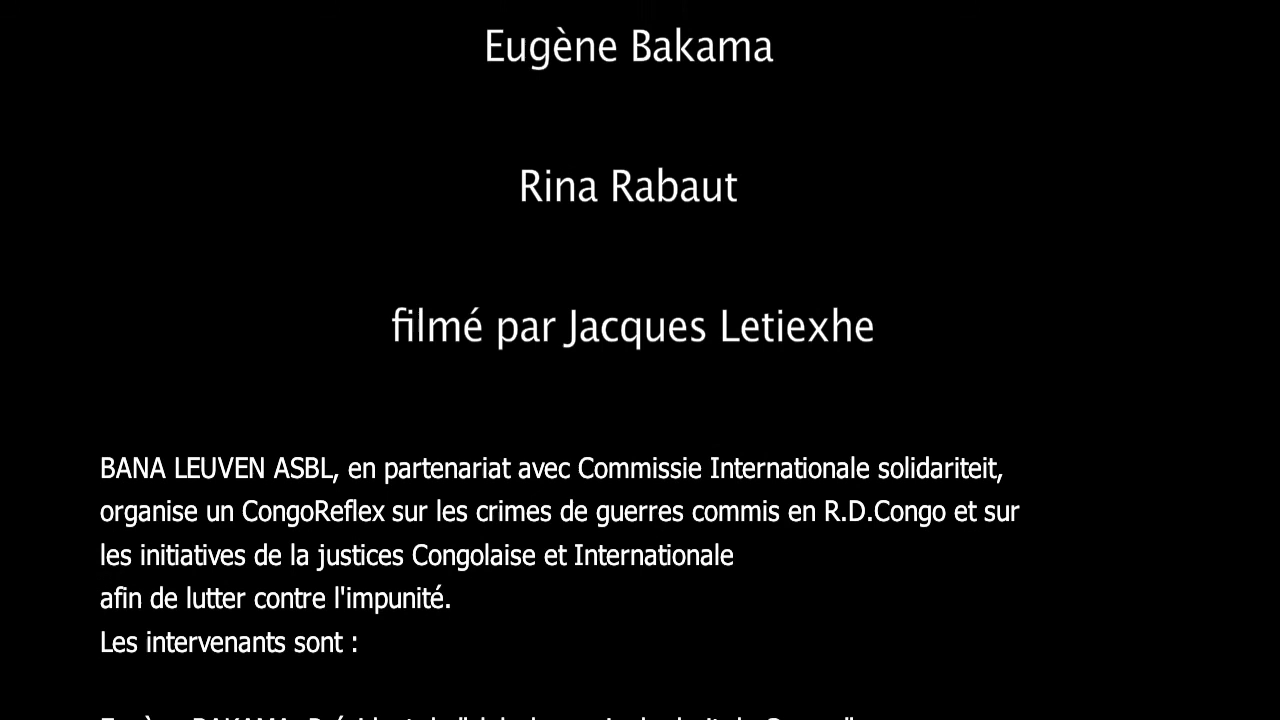 Eugène Bakama
Rina Rabaut
filmé par Jacques Letiexhe
BANA LEUVEN ASBL, en partenariat avec Commissie Internationale solidariteit,
organise un CongoReflex sur les crimes de guerres commis en R.D.Congo et sur
les initiatives de la justices Congolaise et Internationale
afin de lutter contre l'impunité.
Les intervenants sont :